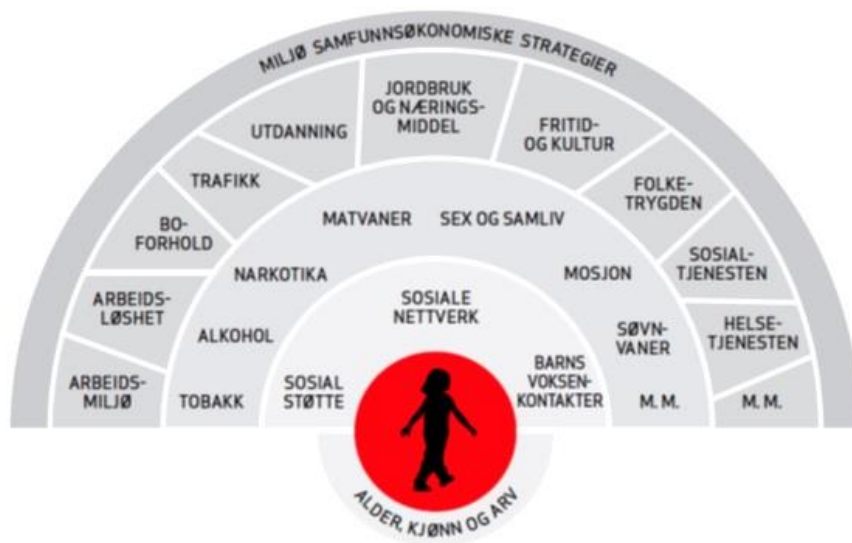 MILJØ SAMFUNNSØKONOMISKE STRATEGIER
ARBEIDS-
MILJØ
ARBEIDS-
LØSHET
BO-
FORHOLD
TRAFIKK
UTDANNING
JORDBRUK
OG NÆRINGS-
MIDDEL
FRITID-
OG KULTUR
FOLKE-
TRYGDEN
SOSIAL-
TJENESTEN
HELSE-
TJENESTEN
M. M.
TOBAKK
ALKOHOL
NARKOTIKA
MATVANER
SEX OG SAMLIV
MOSJON
SØVN-
VANER
M. M.
SOSIAL
STØTTE
SOSIALE
NETTVERK
BARNS
VOKSEN-
KONTAKTER
ALDER, KJØNN OG ARV